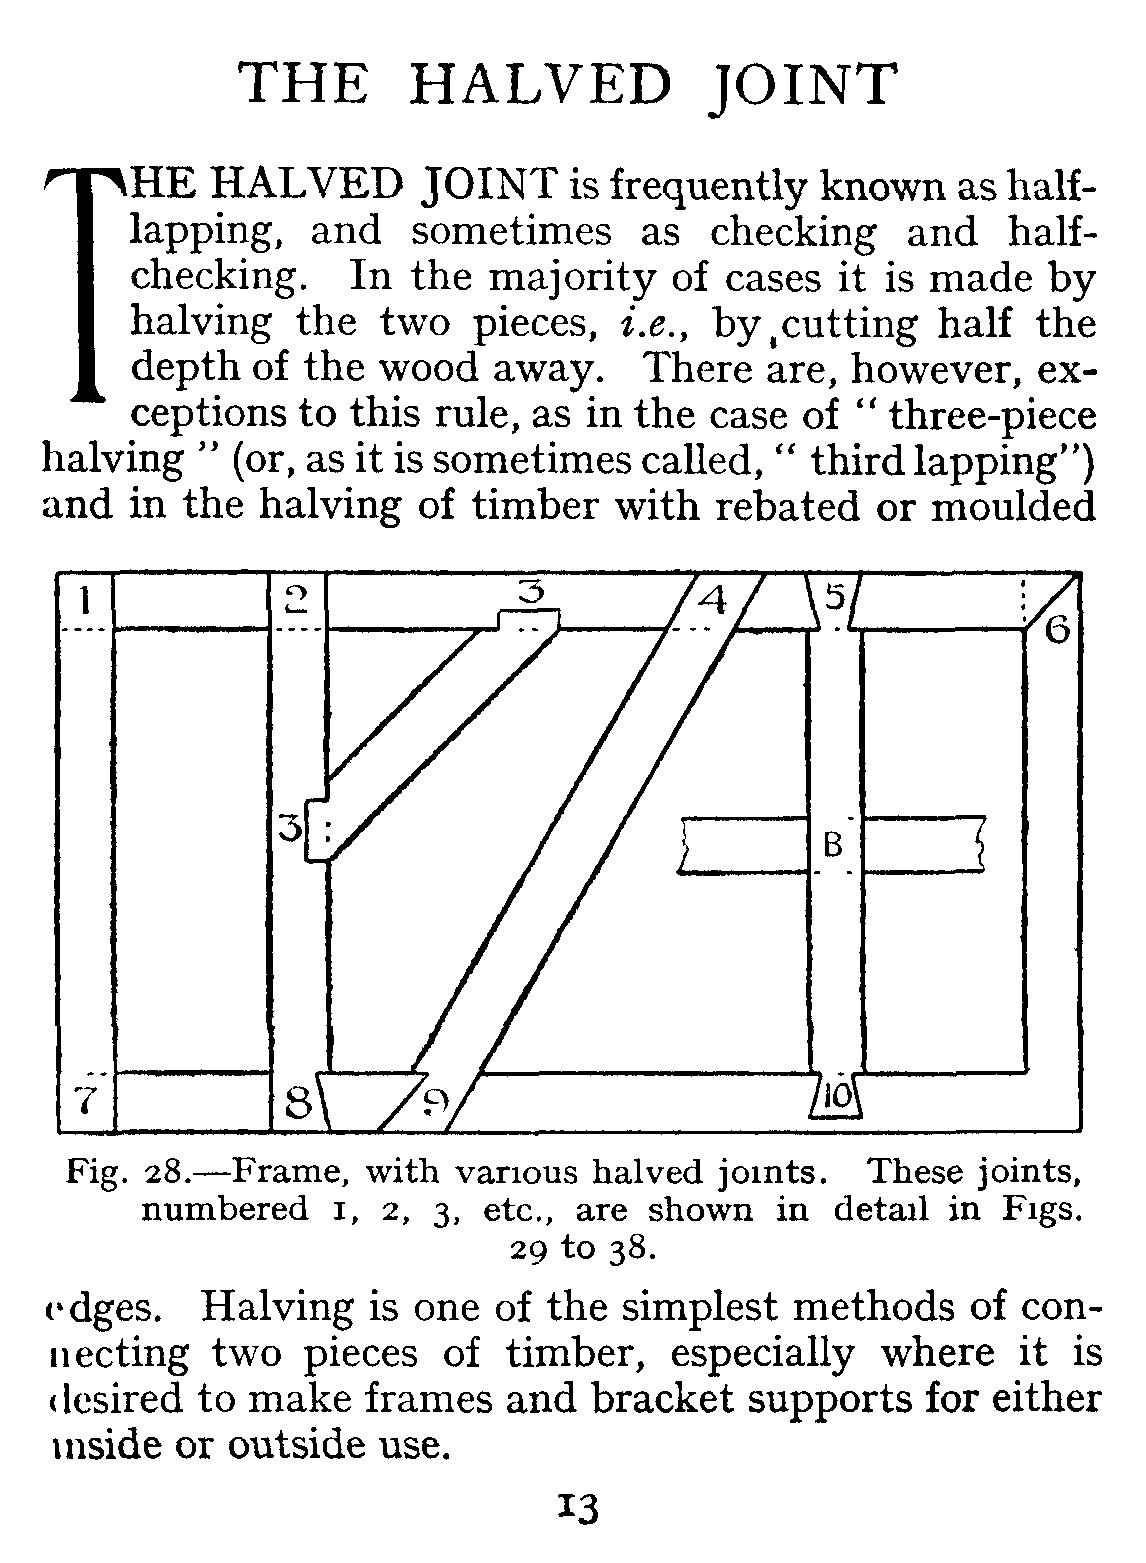 THE HALVED JOINT
THE HALVED JOINT is frequently known as half-
lapping, and sometimes as checking and half-
checking. In the majority of cases it is made by
halving the two pieces, i.e., by cutting half the
depth of the wood away. There are, however, ex-
ceptions to this rule, as in the case of “ three-piece
halving ” (or, as it is sometimes called, “ third lapping”)
and in the halving of timber with rebated or moulded
1 2 3 4 5 6
3 B
7 8 9 10
Fig. 28.—Frame, with various halved joints. These joints,
numbered 1, 2, 3, etc., are shown in detail in Figs.
29 to 38.
edges. Halving is one of the simplest methods of con-
necting two pieces of timber, especially where it is
desired to make frames and bracket supports for either
inside or outside use.
13